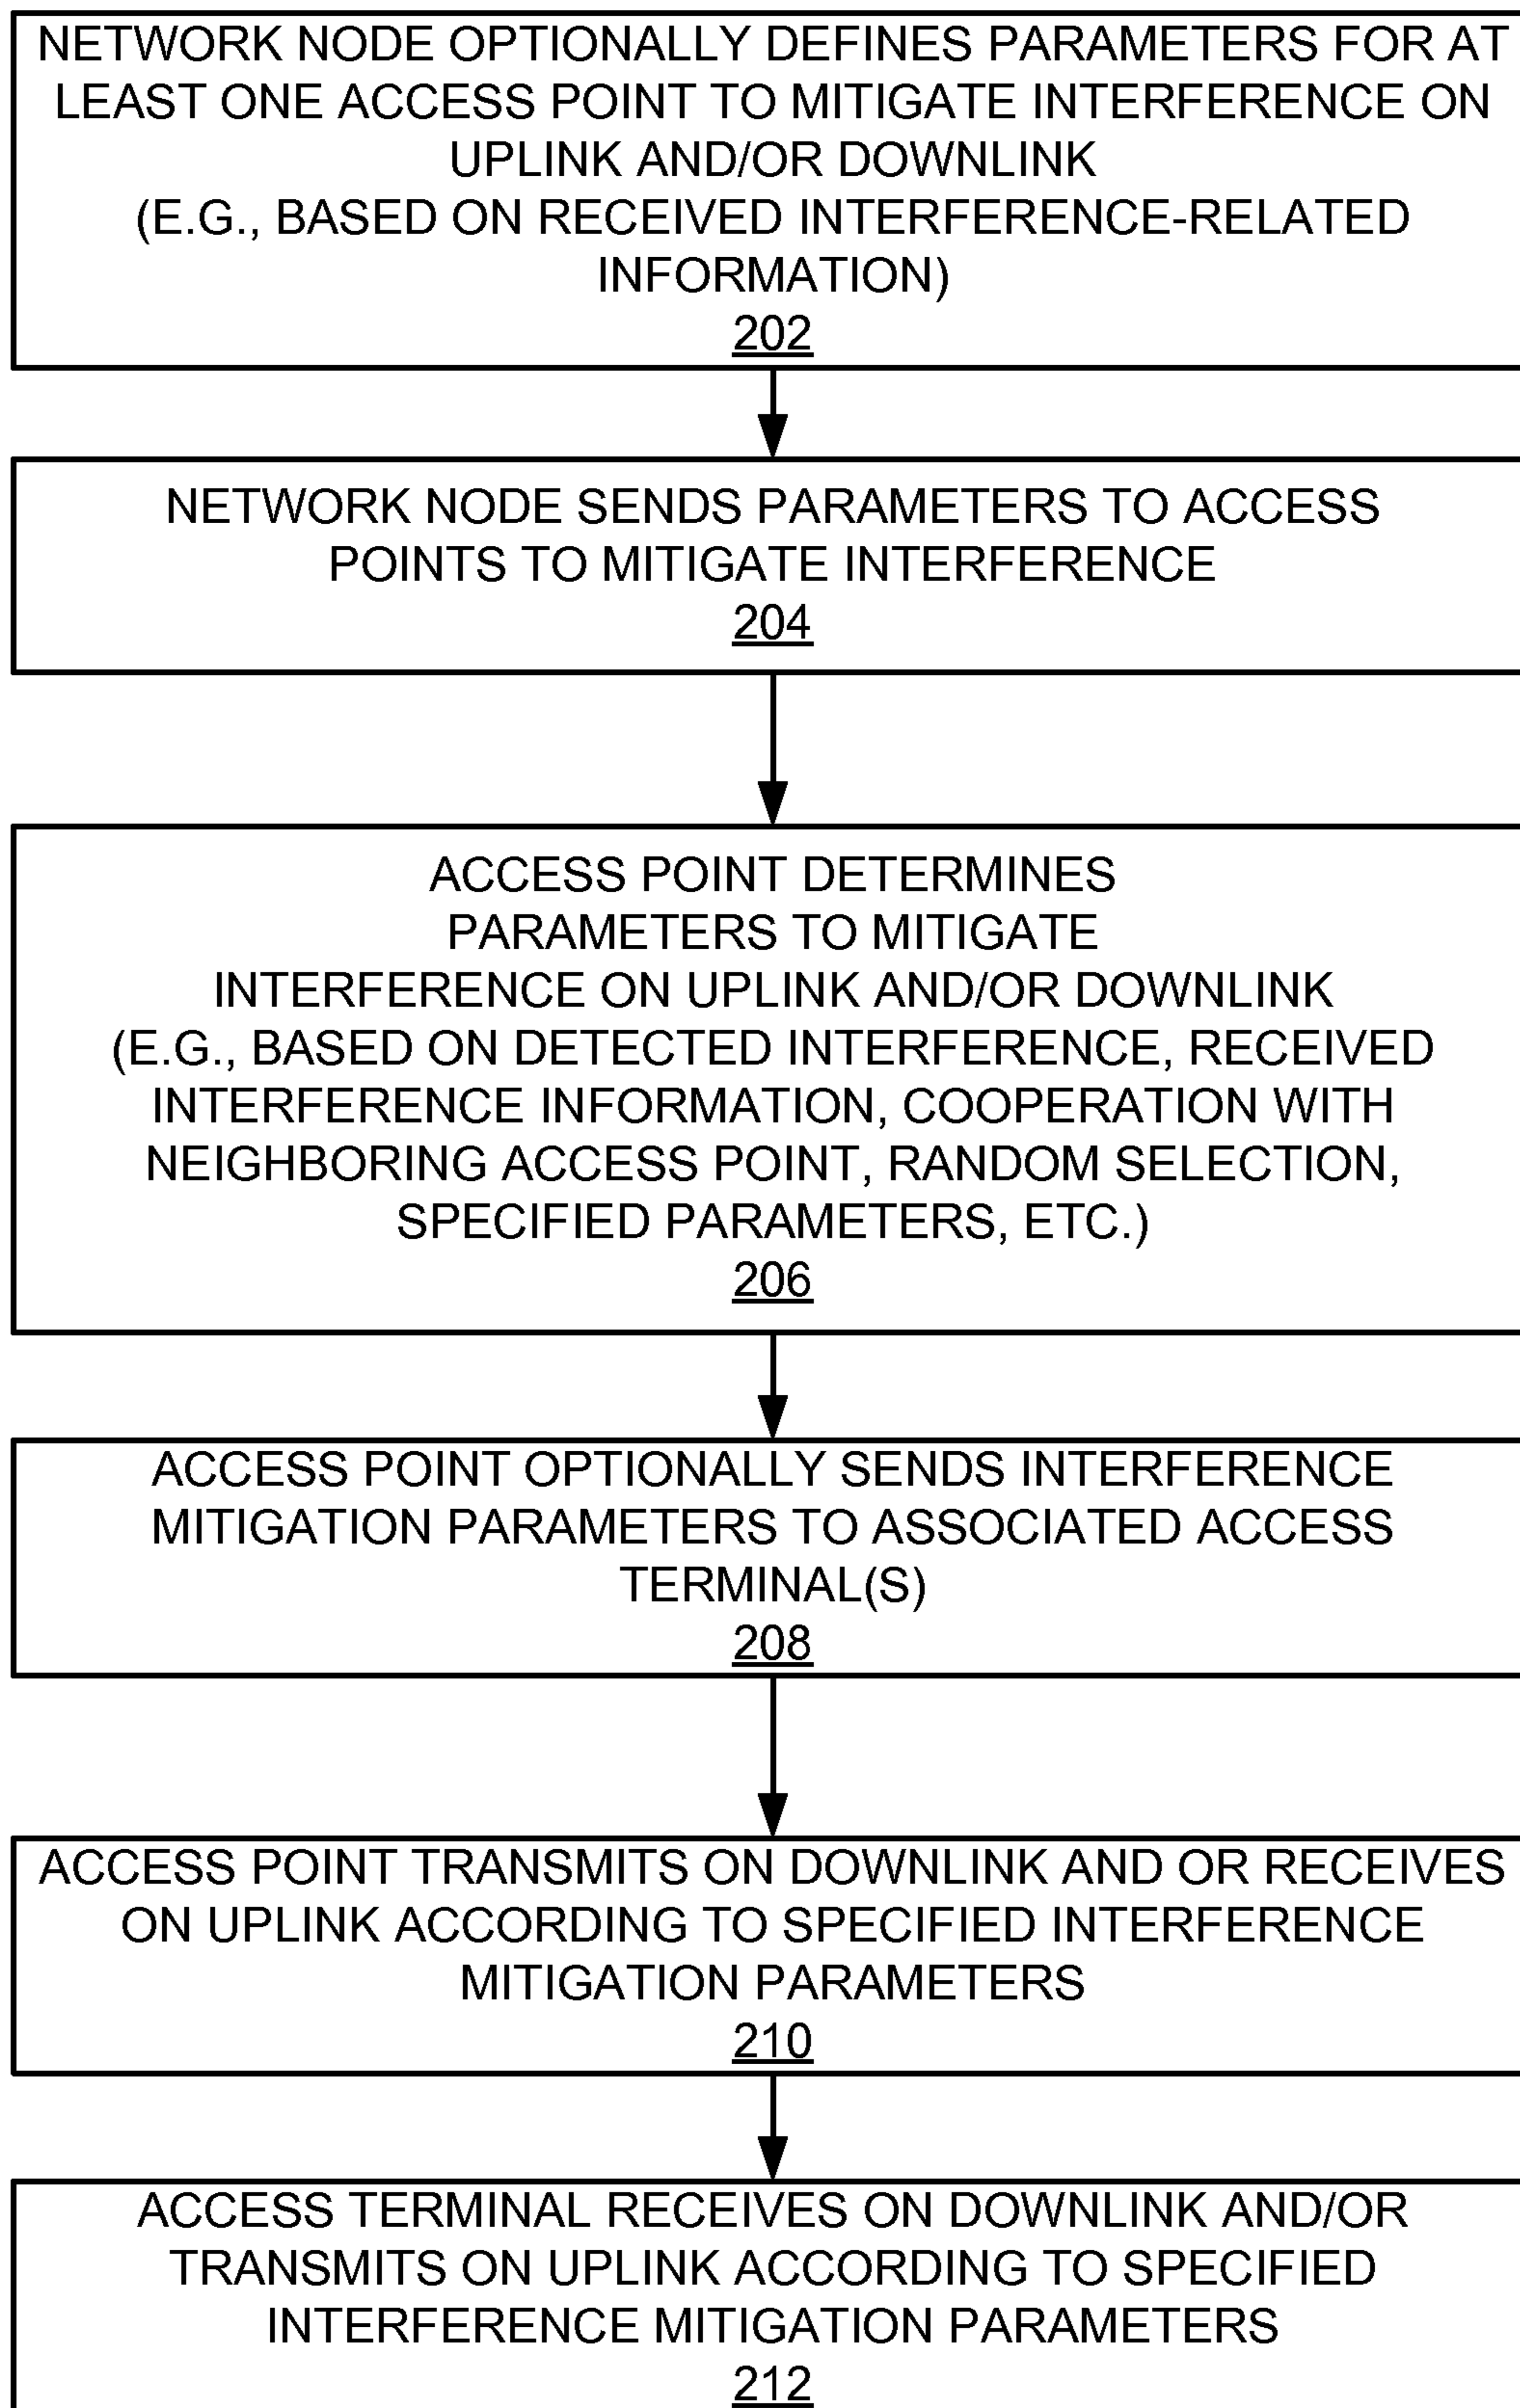 NETWORK NODE OPTIONALLY DEFINES PARAMETERS FOR AT
LEAST ONE ACCESS POINT TO MITIGATE INTERFERENCE ON
UPLINK AND/OR DOWNLINK
(E.G., BASED ON RECEIVED INTERFERENCE-RELATED
INFORMATION)
202
NETWORK NODE SENDS PARAMETERS TO ACCESS
POINTS TO MITIGATE INTERFERENCE
204
ACCESS POINT DETERMINES
PARAMETERS TO MITIGATE
INTERFERENCE ON UPLINK AND/OR DOWNLINK
(E.G., BASED ON DETECTED INTERFERENCE, RECEIVED
INTERFERENCE INFORMATION, COOPERATION WITH
NEIGHBORING ACCESS POINT, RANDOM SELECTION,
SPECIFIED PARAMETERS, ETC.)
206
ACCESS POINT OPTIONALLY SENDS INTERFERENCE
MITIGATION PARAMETERS TO ASSOCIATED ACCESS
TERMINAL(S)
208
ACCESS POINT TRANSMITS ON DOWNLINK AND OR RECEIVES
ON UPLINK ACCORDING TO SPECIFIED INTERFERENCE
MITIGATION PARAMETERS
210
ACCESS TERMINAL RECEIVES ON DOWNLINK AND/OR
TRANSMITS ON UPLINK ACCORDING TO SPECIFIED
INTERFERENCE MITIGATION PARAMETERS
212